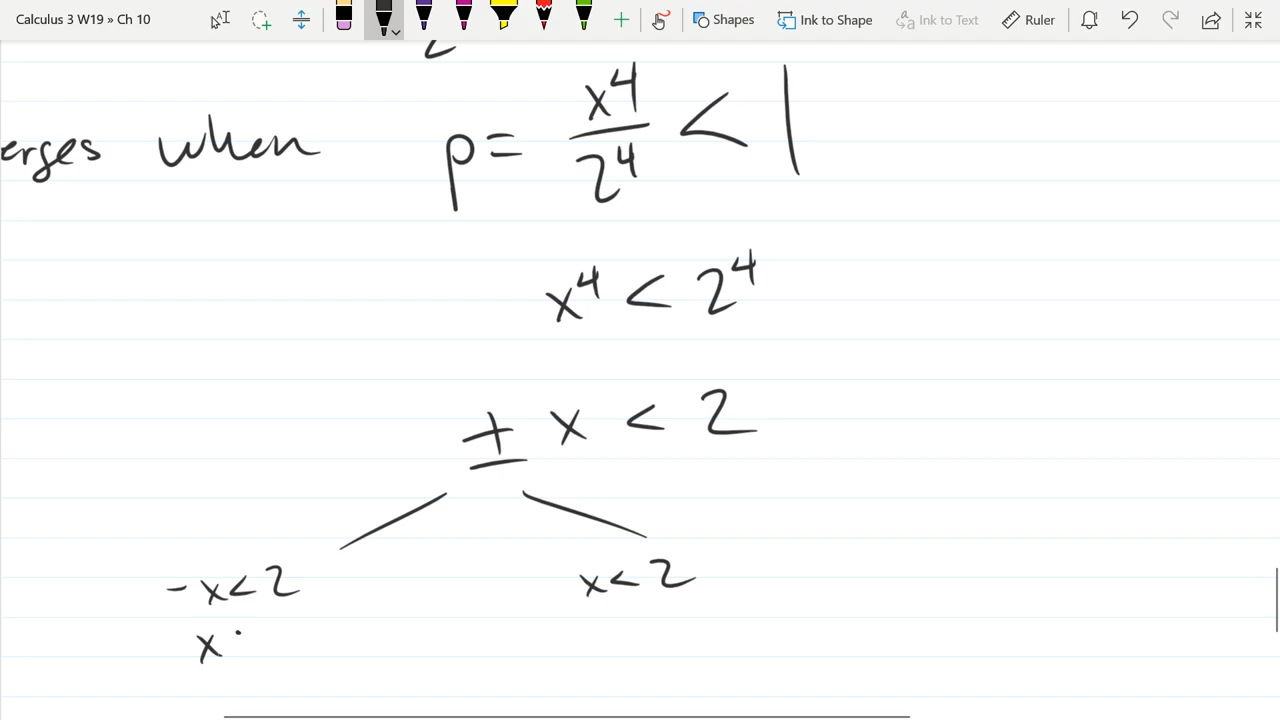 Calculus 3 W19 » Ch 10
Shapes
Ink to Shape
Ink to Text
Ruler
2
erges when p = x⁴/2⁴ < 1
x⁴ < 2⁴
± x < 2
-x < 2
x < 2
x